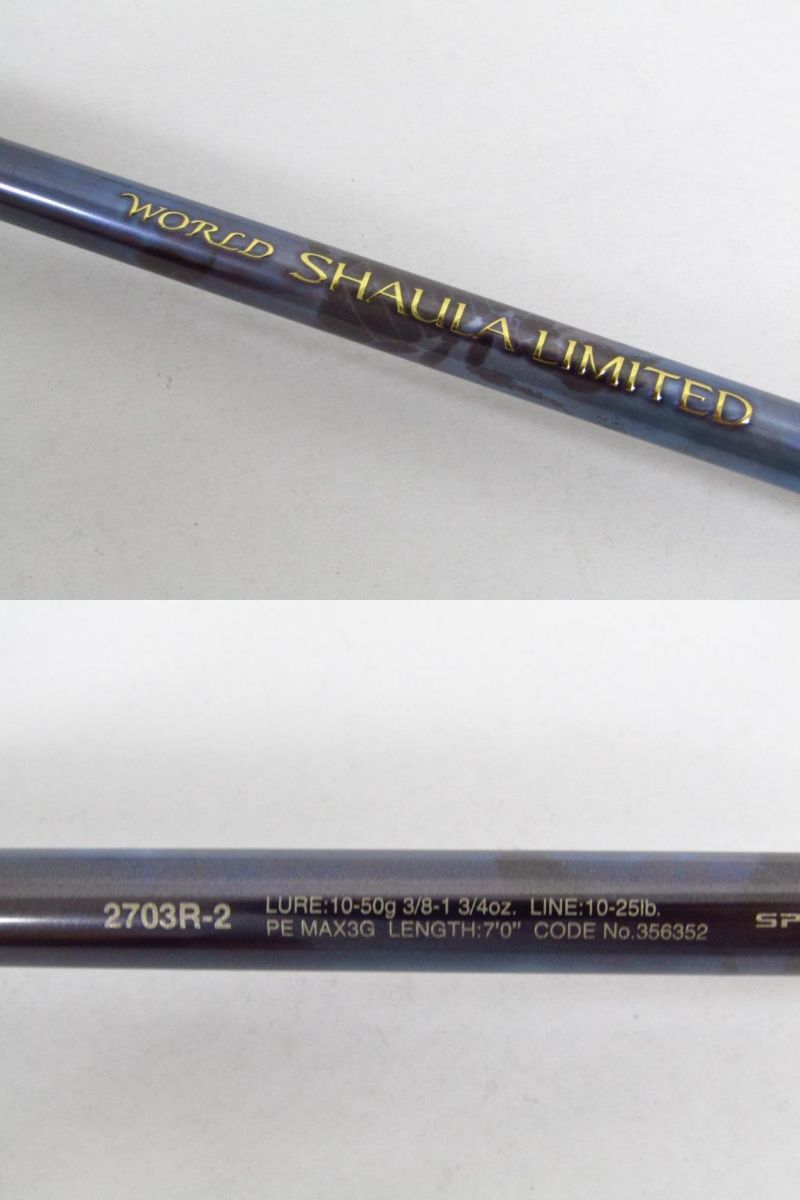 WORLD SHAULA LIMITED
2703R-2
LURE:10-50g 3/8-1 3/4oz. LINE:10-25lb.
PE MAX3G LENGTH:7'0" CODE No.356352
SP